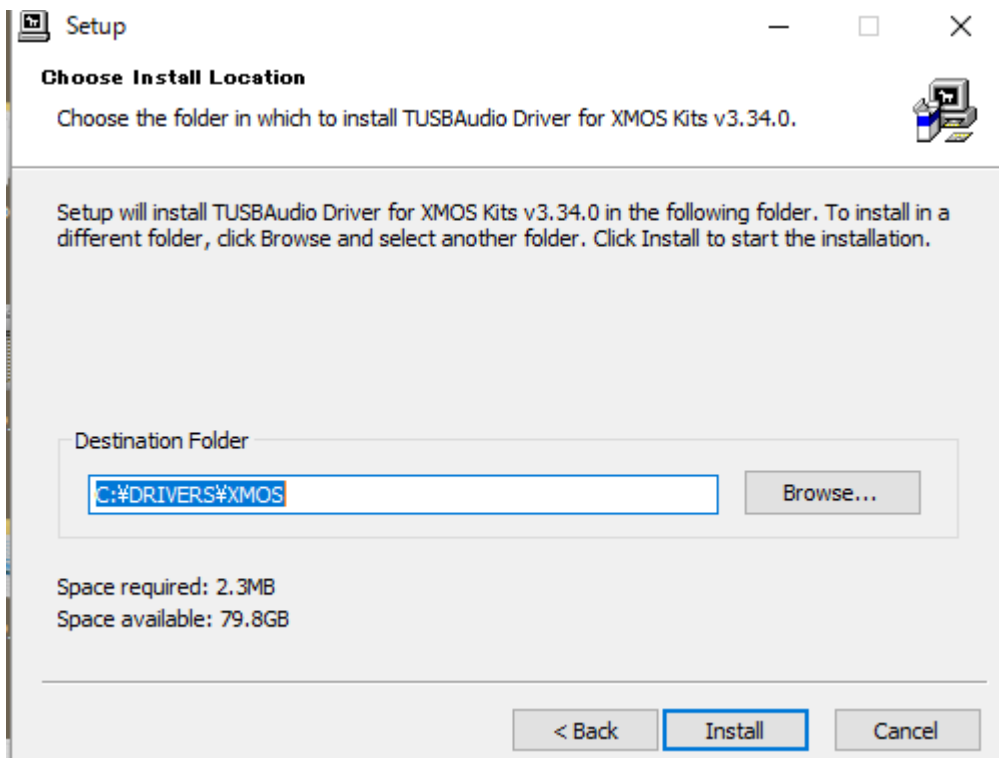 Setup
Choose Install Location
Choose the folder in which to install TUSBAudio Driver for XMOS Kits v3.34.0.
Setup will install TUSBAudio Driver for XMOS Kits v3.34.0 in the following folder. To install in a
different folder, click Browse and select another folder. Click Install to start the installation.
Destination Folder
C:¥DRIVERS¥XMOS
Browse...
Space required: 2.3MB
Space available: 79.8GB
< Back
Install
Cancel